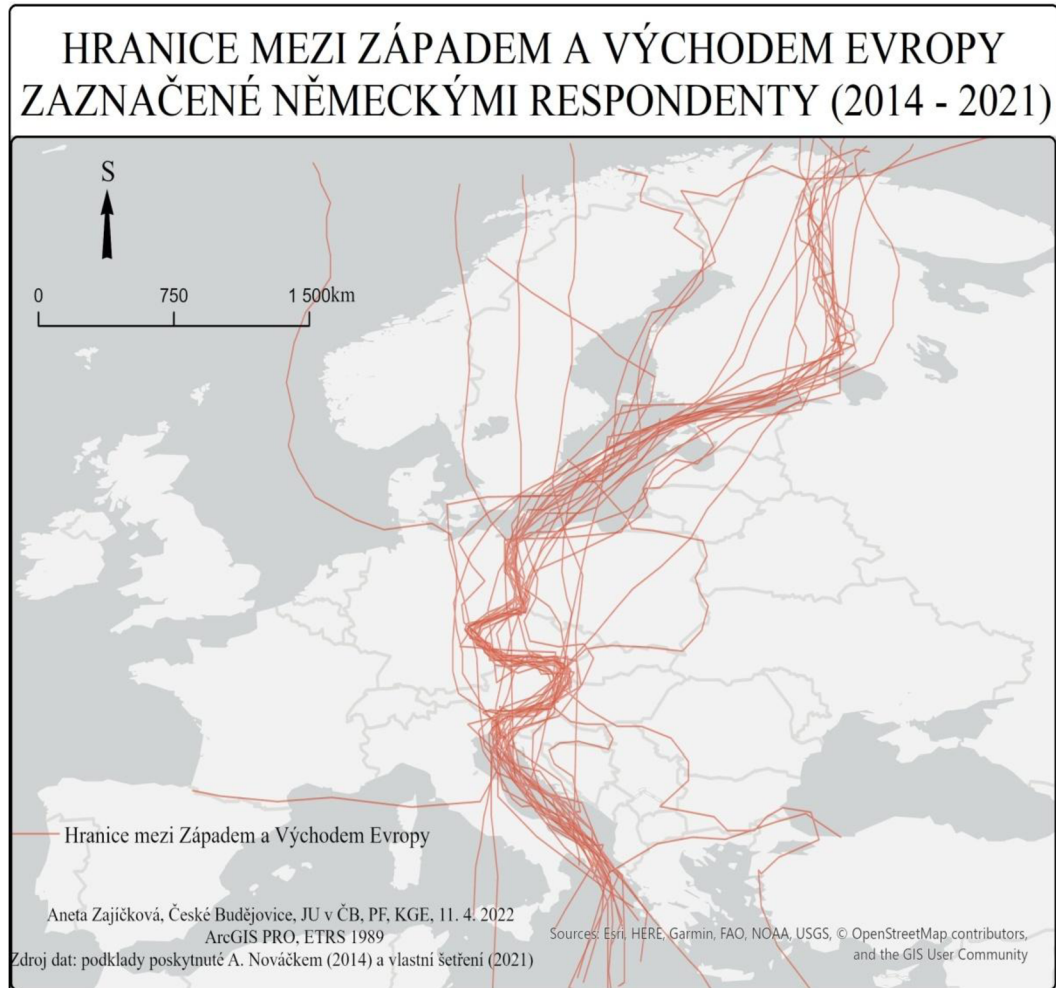 HRANICE MEZI ZÁPADEM A VÝCHODEM EVROPY
ZAZNAČENÉ NĚMECKÝMI RESPONDENTY (2014 - 2021)
S
0 750 1 500km
Hranice mezi Západem a Východem Evropy
Aneta Zajíčková, České Budějovice, JU v ČB, PF, KGE, 11. 4. 2022
ArcGIS PRO, ETRS 1989
Zdroj dat: podklady poskytnuté A. Nováčkem (2014) a vlastní šetření (2021)
Sources: Esri, HERE, Garmin, FAO, NOAA, USGS, © OpenStreetMap contributors,
and the GIS User Community